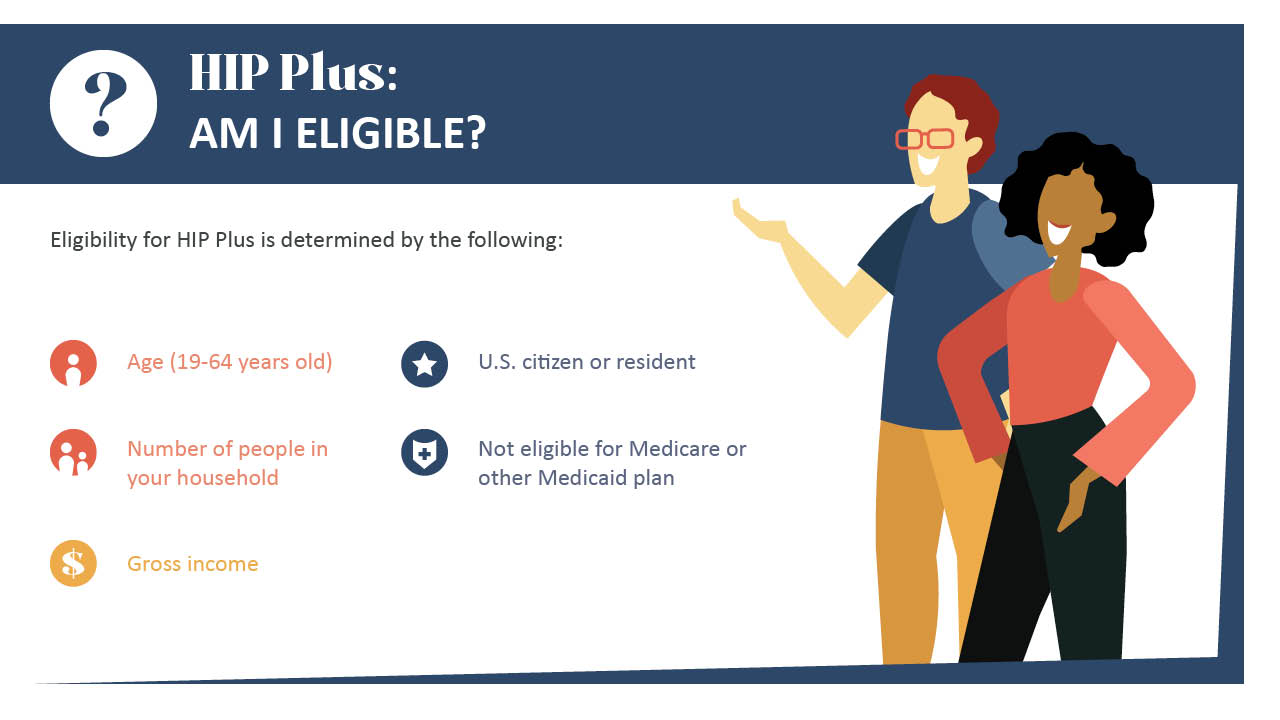 ?
HIP Plus:
AM I ELIGIBLE?
Eligibility for HIP Plus is determined by the following:
Age (19-64 years old)
Number of people in
your household
$
Gross income
U.S. citizen or resident
Not eligible for Medicare or
other Medicaid plan